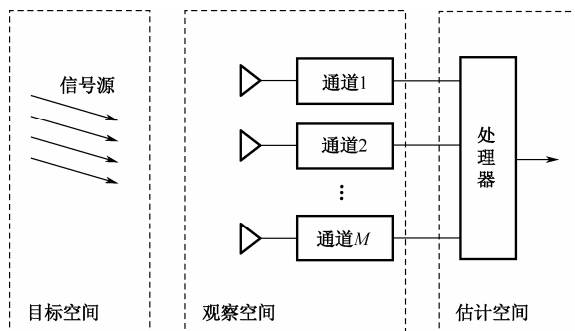 信号源
通道1
通道2
通道M
处理器
目标空间
观察空间
估计空间